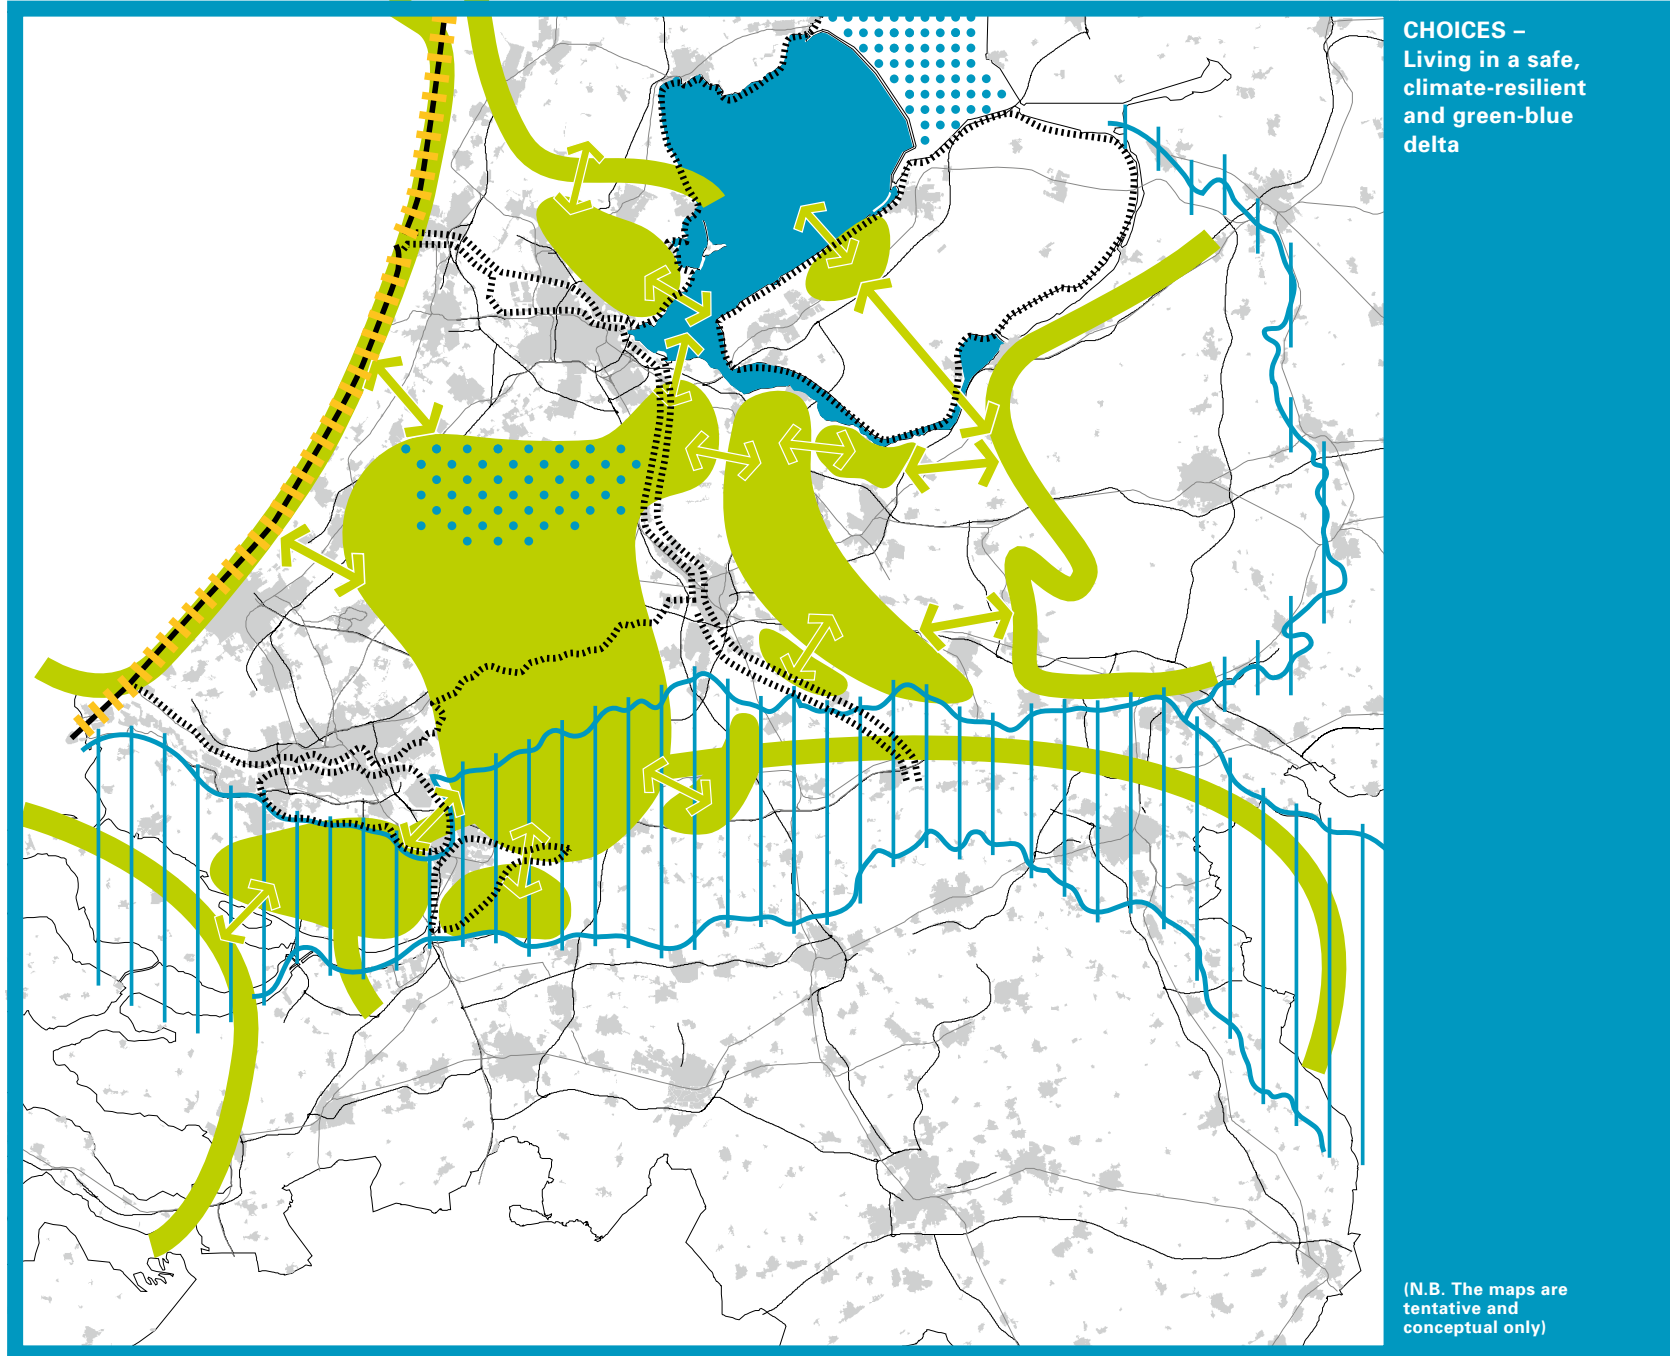 CHOICES –
Living in a safe,
climate-resilient
and green-blue
delta
(N.B. The maps are
tentative and
conceptual only)